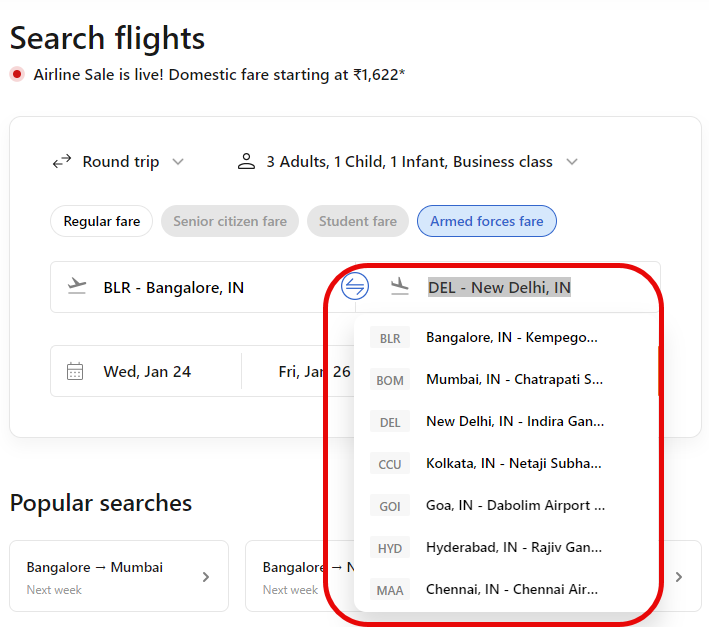 Search flights
Airline Sale is live! Domestic fare starting at ₹1,622*
Round trip
3 Adults, 1 Child, 1 Infant, Business class
Regular fare
Senior citizen fare
Student fare
Armed forces fare
BLR - Bangalore, IN
DEL - New Delhi, IN
Wed, Jan 24
Fri, Jan 26
BLR Bangalore, IN - Kempego...
BOM Mumbai, IN - Chatrapati S...
DEL New Delhi, IN - Indira Gan...
CCU Kolkata, IN - Netaji Subha...
GOI Goa, IN - Dabolim Airport ...
HYD Hyderabad, IN - Rajiv Gan...
MAA Chennai, IN - Chennai Air...
Popular searches
Bangalore → Mumbai
Next week
Bangalore →
Next week